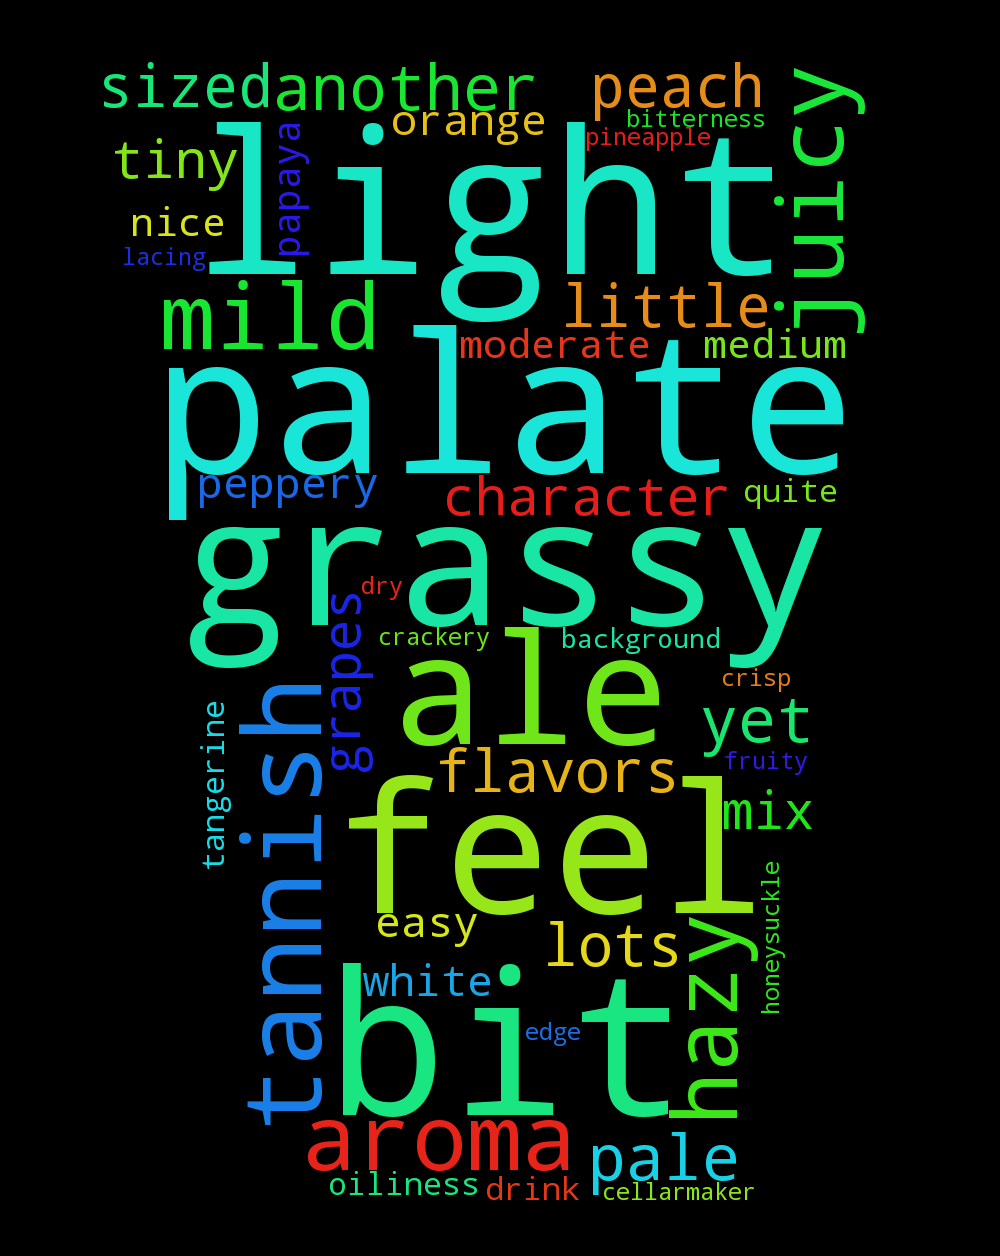 sized another peach juicy
orange bitterness
pineapple
tiny papaya light
nice
lacing
mild little
moderate medium
palate
peppery character quite
grassy
dry
grapes crackery background
ale crisp
tannish tangerine yet
flavors fruity
feel mix
honeysuckle
easy lots hazy
white
bit edge
aroma pale
oiliness drink cellarmaker